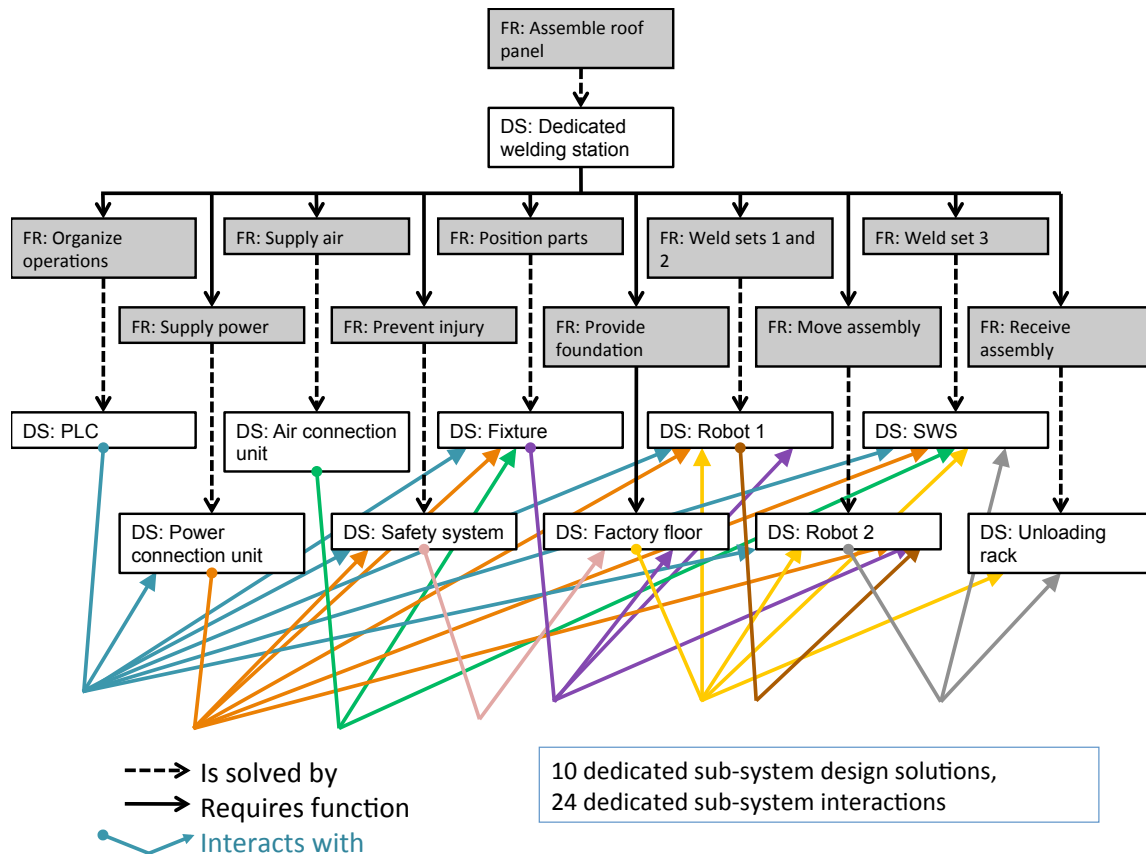 FR: Assemble roof
panel
DS: Dedicated
welding station
FR: Organize
operations
FR: Supply air
FR: Position parts
FR: Weld sets 1 and
2
FR: Weld set 3
FR: Supply power
FR: Prevent injury
FR: Provide
foundation
FR: Move assembly
FR: Receive
assembly
DS: PLC
DS: Air connection
unit
DS: Fixture
DS: Robot 1
DS: SWS
DS: Power
connection unit
DS: Safety system
DS: Factory floor
DS: Robot 2
DS: Unloading
rack
Is solved by
Requires function
Interacts with
10 dedicated sub-system design solutions,
24 dedicated sub-system interactions